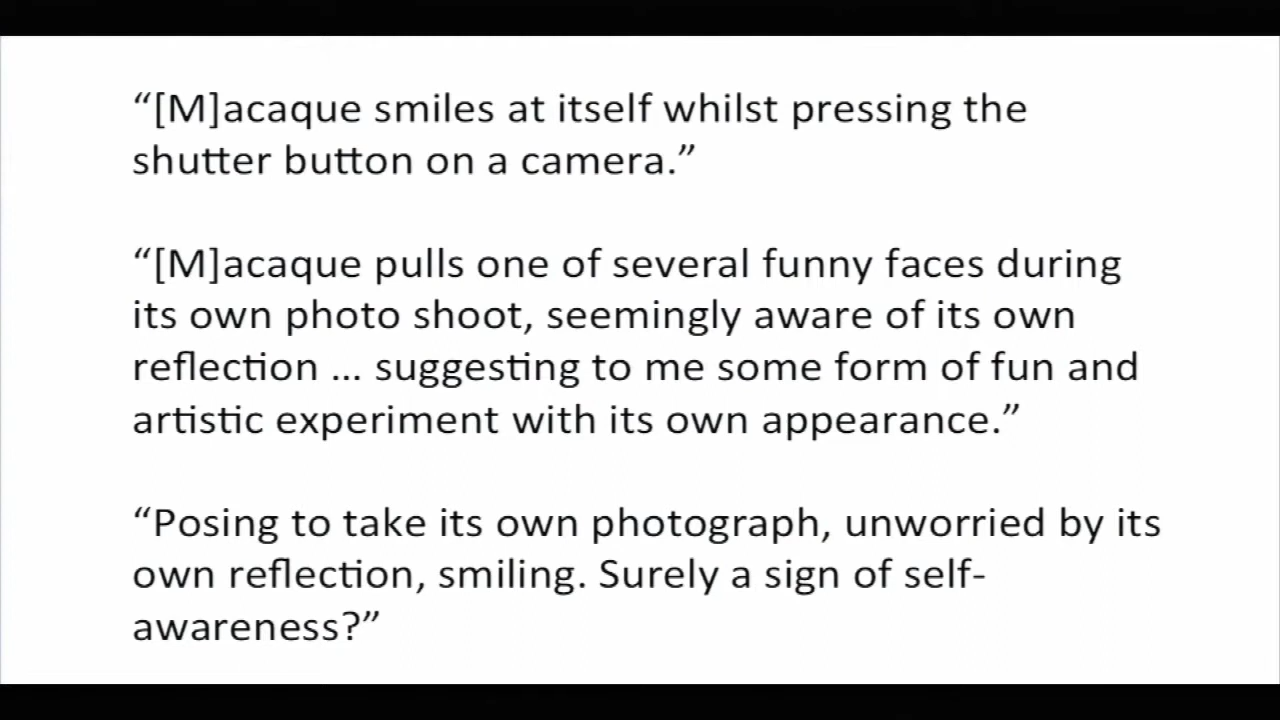 “[M]acaque smiles at itself whilst pressing the
shutter button on a camera.”
“[M]acaque pulls one of several funny faces during
its own photo shoot, seemingly aware of its own
reflection ... suggesting to me some form of fun and
artistic experiment with its own appearance.”
“Posing to take its own photograph, unworried by its
own reflection, smiling. Surely a sign of self-
awareness?”